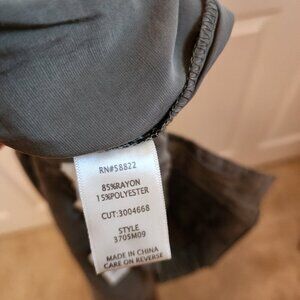 RN#58822
85%RAYON
15%POLYESTER
CUT:3004668
STYLE
3705M09
MADE IN CHINA
CARE ON REVERSE